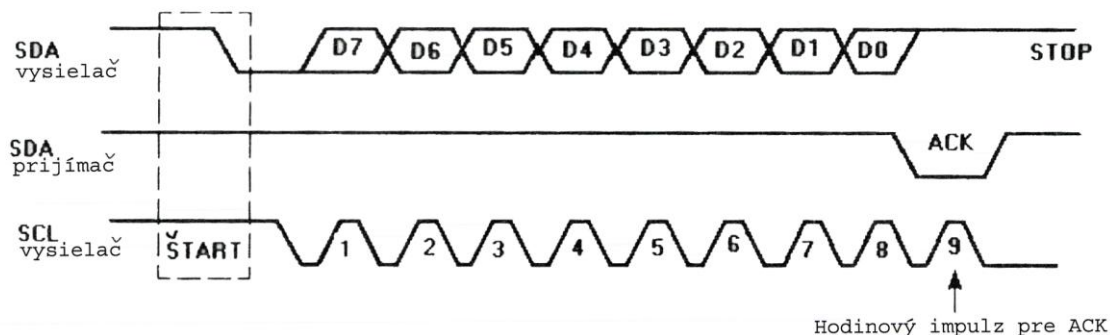 SDA
vysielač
D7 D6 D5 D4 D3 D2 D1 D0
STOP
SDA
prijímač
ACK
SCL
vysielač
ŠTART
1 2 3 4 5 6 7 8 9
Hodinový impulz pre ACK